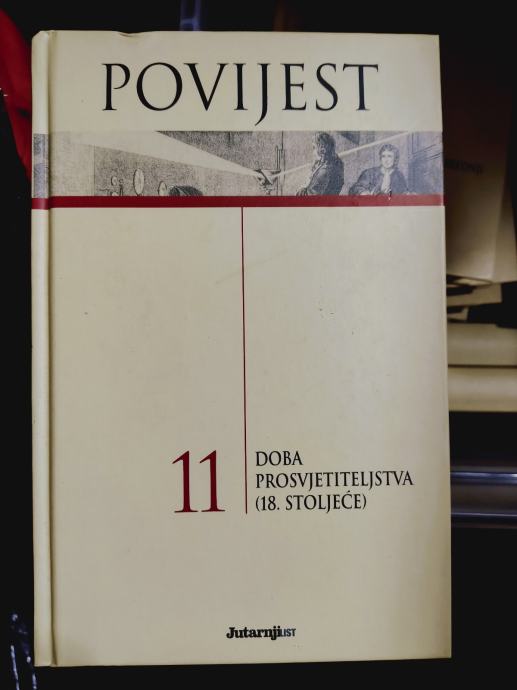 POVIJEST
11
DOBA
PROSVJETITELJSTVA
(18. STOLJEĆE)
JutarnjiLIST